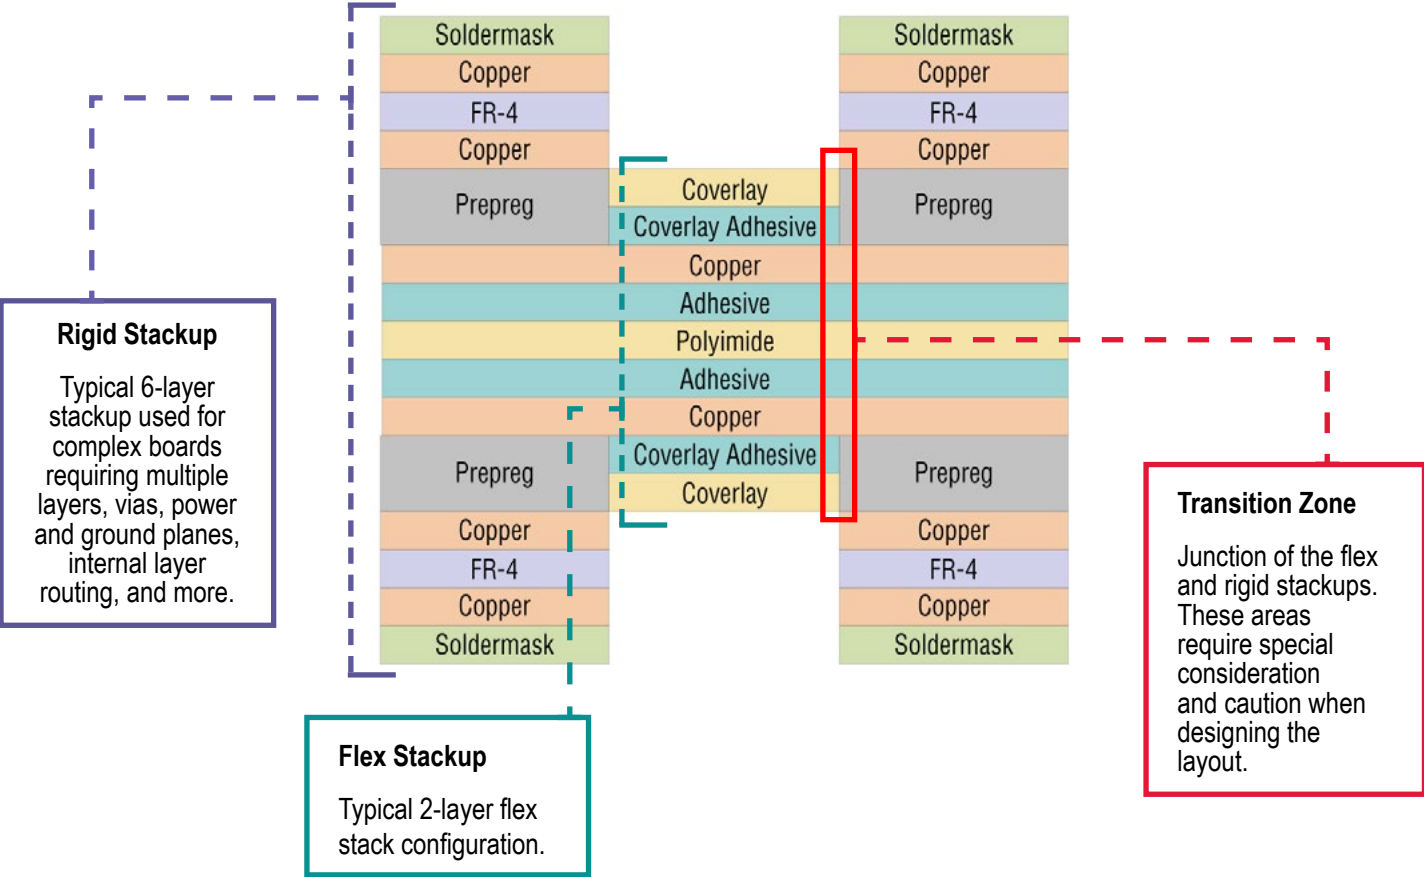 Soldermask
Copper
FR-4
Copper
Prepreg
Prepreg
Copper
FR-4
Copper
Soldermask
Coverlay
Coverlay Adhesive
Copper
Adhesive
Polyimide
Adhesive
Copper
Coverlay Adhesive
Coverlay
Soldermask
Copper
FR-4
Copper
Prepreg
Prepreg
Copper
FR-4
Copper
Soldermask
Rigid Stackup
Typical 6-layer
stackup used for
complex boards
requiring multiple
layers, vias, power
and ground planes,
internal layer
routing, and more.
Flex Stackup
Typical 2-layer flex
stack configuration.
Transition Zone
Junction of the flex
and rigid stackups.
These areas
require special
consideration
and caution when
designing the
layout.